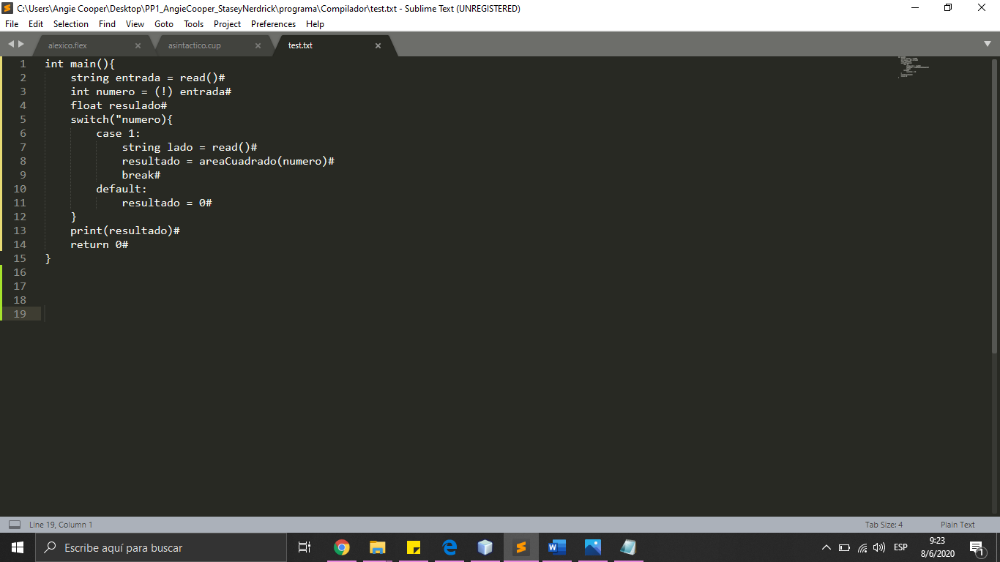 C:\Users\Angie Cooper\Desktop\PP1_AngieCooper_StaseyNerdrick\programa\Compilador\test.txt - Sublime Text (UNREGISTERED)
File Edit Selection Find View Goto Tools Project Preferences Help
alexico.flex asintactico.cup test.txt
1 int main(){
2 string entrada = read()#
3 int numero = (!) entrada#
4 float resulado#
5 switch("numero){
6 case 1:
7 string lado = read()#
8 resultado = areaCuadrado(numero)#
9 break#
10 default:
11 resultado = 0#
12 }
13 print(resultado)#
14 return 0#
15 }
16
17
18
19
Line 19, Column 1 Tab Size: 4 Plain Text
Escribe aquí para buscar ESP 9:23
8/6/2020 1